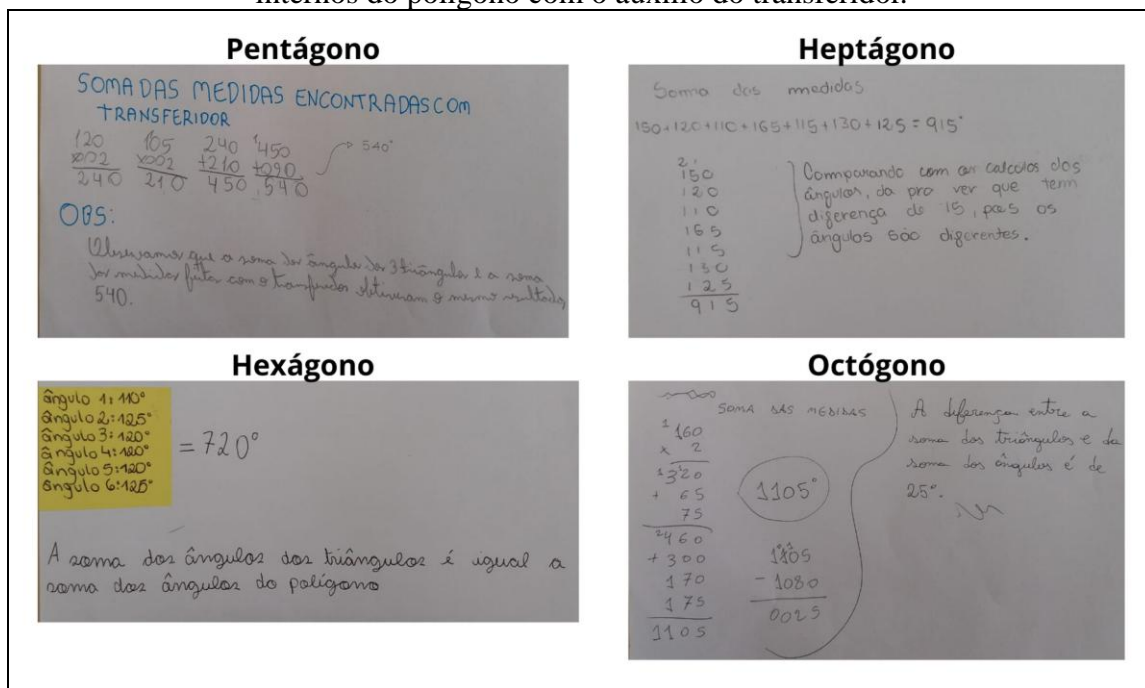 internos do polígono com o auxílio do transferidor.
Pentágono
SOMA DAS MEDIDAS ENCONTRADAS COM
TRANSFERIDOR
120 105 240 450
x002 x002 +210 +090
240 210 450 540
540°
OBS:
Observamos que a soma dos ângulos dos 3 triângulos e a soma
das medidas feitas com o transferidor obtiveram o mesmo resultado
540.
Heptágono
Soma das medidas
150+120+110+165+115+130+125=915°
150
120
110
165
115
130
125
915
Commparando com os calcolos dos
ângulos, da pra ver que tem
diferença de 15, pois os
ângulos são diferentes.
Hexágono
ângulo 1: 110°
ângulo 2: 125°
ângulo 3: 120°
ângulo 4: 120°
ângulo 5: 120°
ângulo 6: 125°
= 720°
A soma dos ângulos dos triângulos é igual a
soma dos ângulos do polígono
Octógono
SOMA DAS MEDIDAS
160
x 2
320
+ 65
75
460
+ 300
170
175
1105
1105°
1105
- 1080
0025
A diferença entre a
soma dos triângulos e da
soma dos ângulos é de
25°.